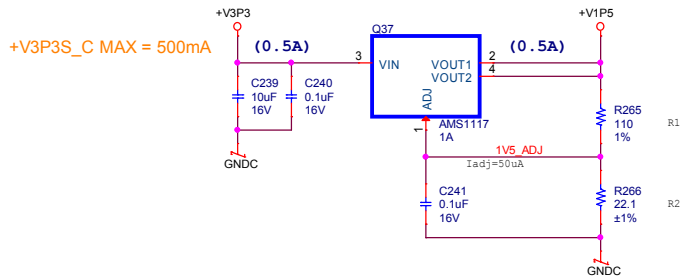 +V3P3
+V1P5
Q37
+V3P3S_C MAX = 500mA
(0.5A)
(0.5A)
3
VIN
VOUT1
2
VOUT2
4
ADJ
C239
10uF
16V
C240
0.1uF
16V
AMS1117
1A
1
R265
110
1%
R1
1V5_ADJ
Iadj=50uA
GNDC
C241
0.1uF
16V
R266
22.1
±1%
R2
GNDC